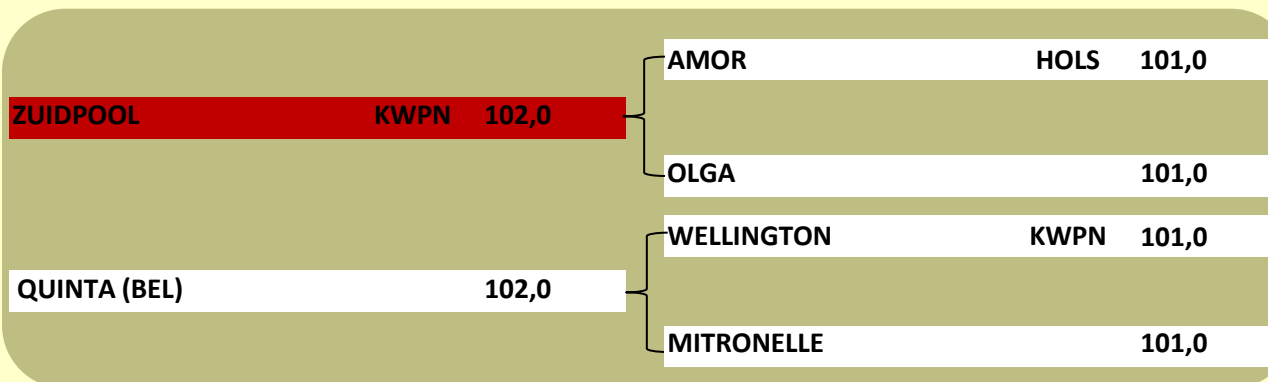 AMOR HOLS 101,0
ZUIDPOOL KWPN 102,0
OLGA 101,0
WELLINGTON KWPN 101,0
QUINTA (BEL) 102,0
MITRONELLE 101,0